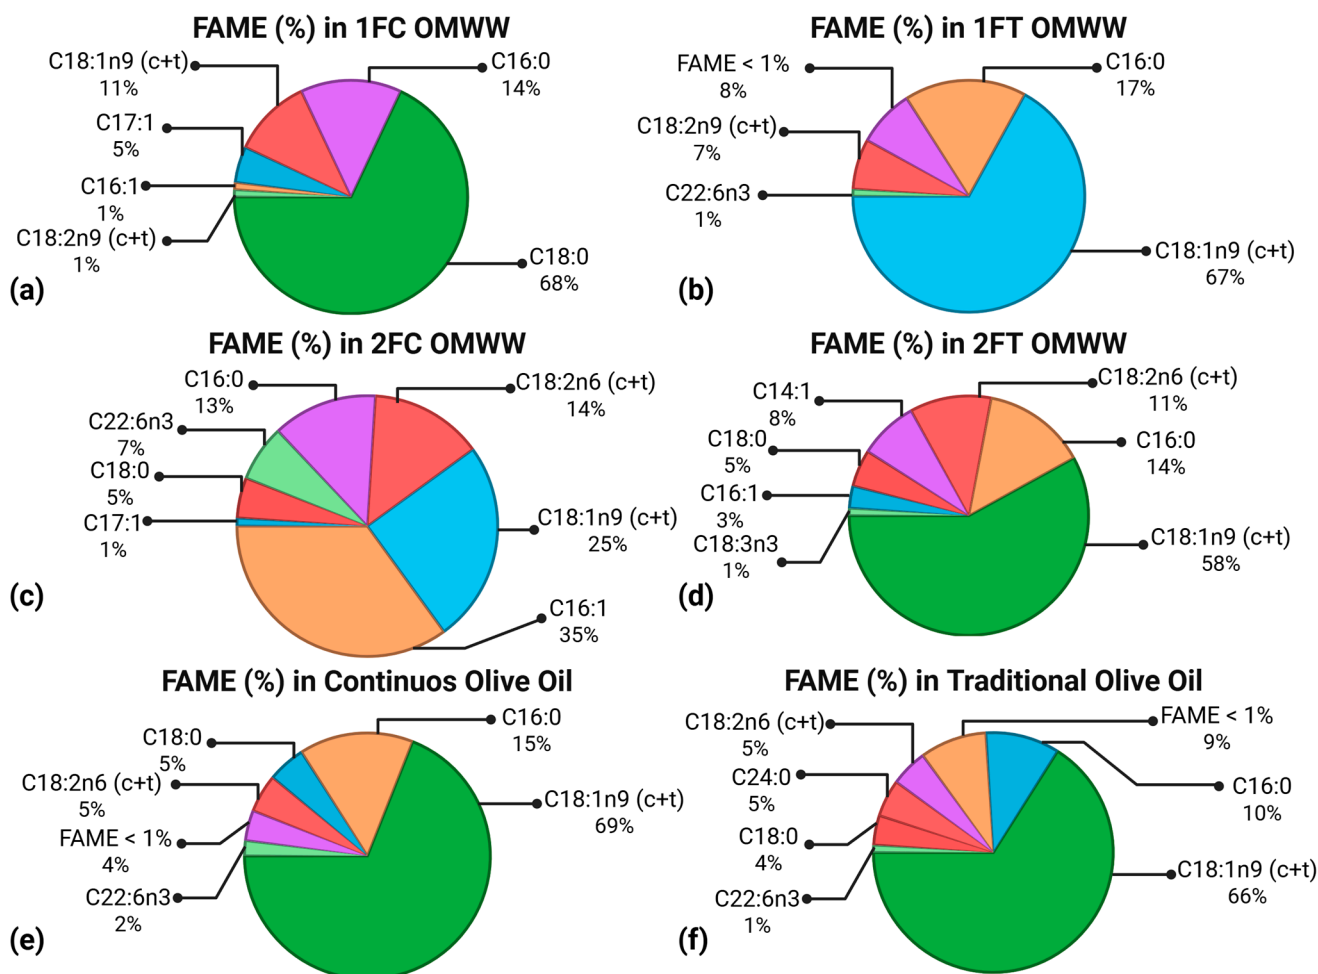 FAME (%) in 1FC OMWW
C18:1n9 (c+t)
11%
C16:0
14%
C17:1
5%
C16:1
1%
C18:2n9 (c+t)
1%
C18:0
68%
(a)
FAME (%) in 1FT OMWW
FAME < 1%
8%
C16:0
17%
C18:2n9 (c+t)
7%
C22:6n3
1%
C18:1n9 (c+t)
67%
(b)
FAME (%) in 2FC OMWW
C16:0
13%
C18:2n6 (c+t)
14%
C22:6n3
7%
C18:0
5%
C17:1
1%
C18:1n9 (c+t)
25%
C16:1
35%
(c)
FAME (%) in 2FT OMWW
C14:1
8%
C18:2n6 (c+t)
11%
C18:0
5%
C16:0
14%
C16:1
3%
C18:3n3
1%
C18:1n9 (c+t)
58%
(d)
FAME (%) in Continuos Olive Oil
C18:0
5%
C16:0
15%
C18:2n6 (c+t)
5%
C18:1n9 (c+t)
69%
FAME < 1%
4%
C22:6n3
2%
(e)
FAME (%) in Traditional Olive Oil
C18:2n6 (c+t)
5%
FAME < 1%
9%
C24:0
5%
C16:0
10%
C18:0
4%
C18:1n9 (c+t)
66%
C22:6n3
1%
(f)